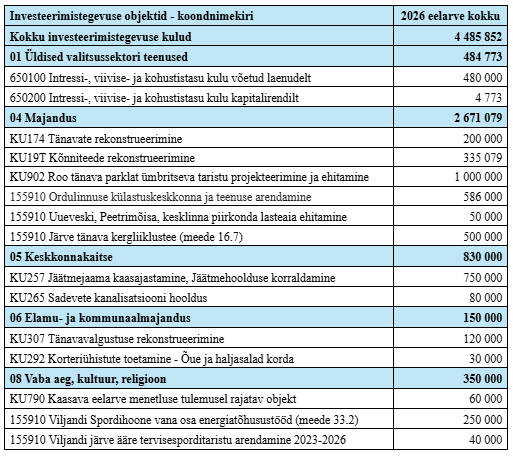 Investeerimistegevuse objektid - koondnimekiri 2026 eelarve kokku
Kokku investeerimistegevuse kulud 4 485 852
01 Üldised valitsussektori teenused 484 773
650100 Intressi-, viivise- ja kohustistasu kulu võetud laenudelt 480 000
650200 Intressi-, viivise- ja kohustistasu kulu kapitalirendilt 4 773
04 Majandus 2 671 079
KU174 Tänavate rekonstrueerimine 200 000
KU19T Kõnniteede rekonstrueerimine 335 079
KU902 Roo tänava parklat ümbritseva taristu projekteerimine ja ehitamine 1 000 000
155910 Ordulinnuse külastuskeskkonna ja teenuse arendamine 586 000
155910 Uueveski, Peetrimõisa, kesklinna piirkonda lasteaia ehitamine 50 000
155910 Järve tänava kergliiklustee (meede 16.7) 500 000
05 Keskkonnakaitse 830 000
KU257 Jäätmejaama kaasajastamine, Jäätmehoolduse korraldamine 750 000
KU265 Sadevete kanalisatsiooni hooldus 80 000
06 Elamu- ja kommunaalmajandus 150 000
KU307 Tänavavalgustuse rekonstrueerimine 120 000
KU292 Korteriühistute toetamine - Õue ja haljasalad korda 30 000
08 Vaba aeg, kultuur, religioon 350 000
KU790 Kaasava eelarve menetluse tulemusel rajatav objekt 60 000
155910 Viljandi Spordihoone vana osa energiatõhusustööd (meede 33.2) 250 000
155910 Viljandi järve ääre tervisesporditaristu arendamine 2023-2026 40 000